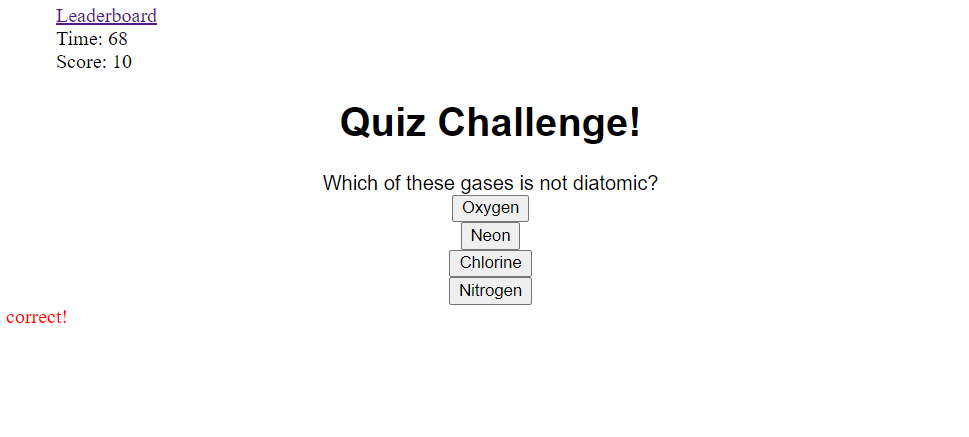 Leaderboard
Time: 68
Score: 10
Quiz Challenge!
Which of these gases is not diatomic?
Oxygen
Neon
Chlorine
Nitrogen
correct!